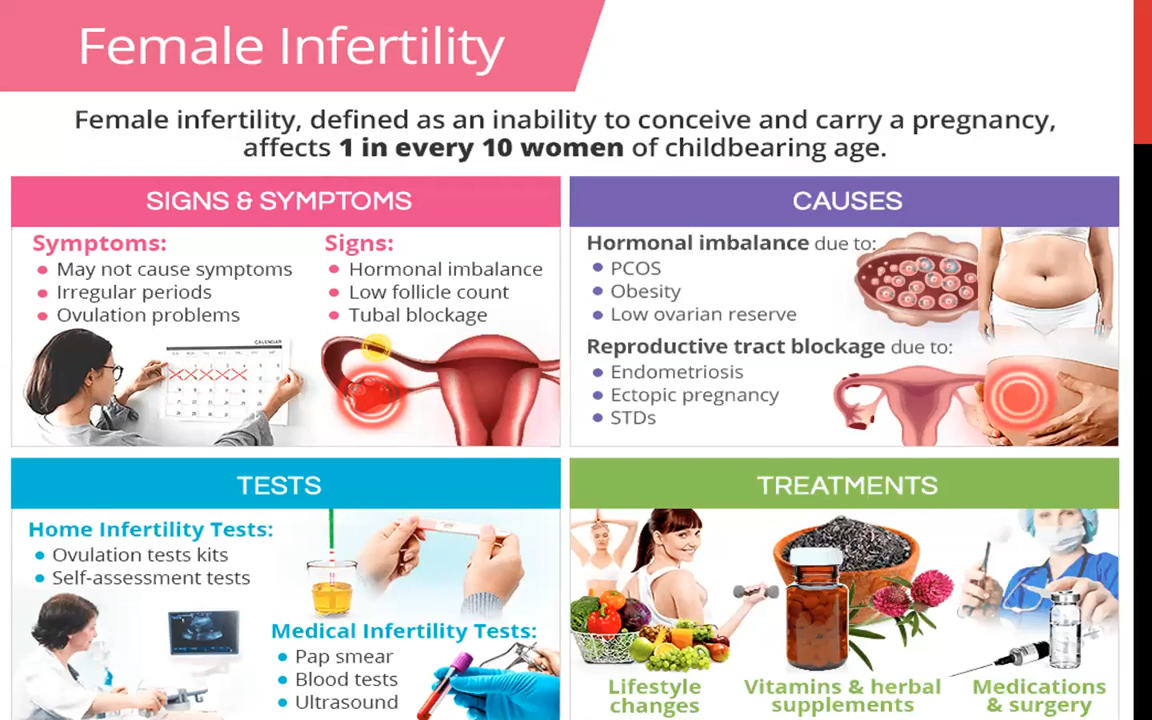 Female Infertility
Female infertility, defined as an inability to conceive and carry a pregnancy,
affects 1 in every 10 women of childbearing age.
SIGNS & SYMPTOMS
Symptoms:
May not cause symptoms
Irregular periods
Ovulation problems
Signs:
Hormonal imbalance
Low follicle count
Tubal blockage
CALENDAR
CAUSES
Hormonal imbalance due to:
PCOS
Obesity
Low ovarian reserve
Reproductive tract blockage due to:
Endometriosis
Ectopic pregnancy
STDs
TESTS
Home Infertility Tests:
Ovulation tests kits
Self-assessment tests
Medical Infertility Tests:
Pap smear
Blood tests
Ultrasound
TREATMENTS
Lifestyle
changes
Vitamins & herbal
supplements
Medications
& surgery